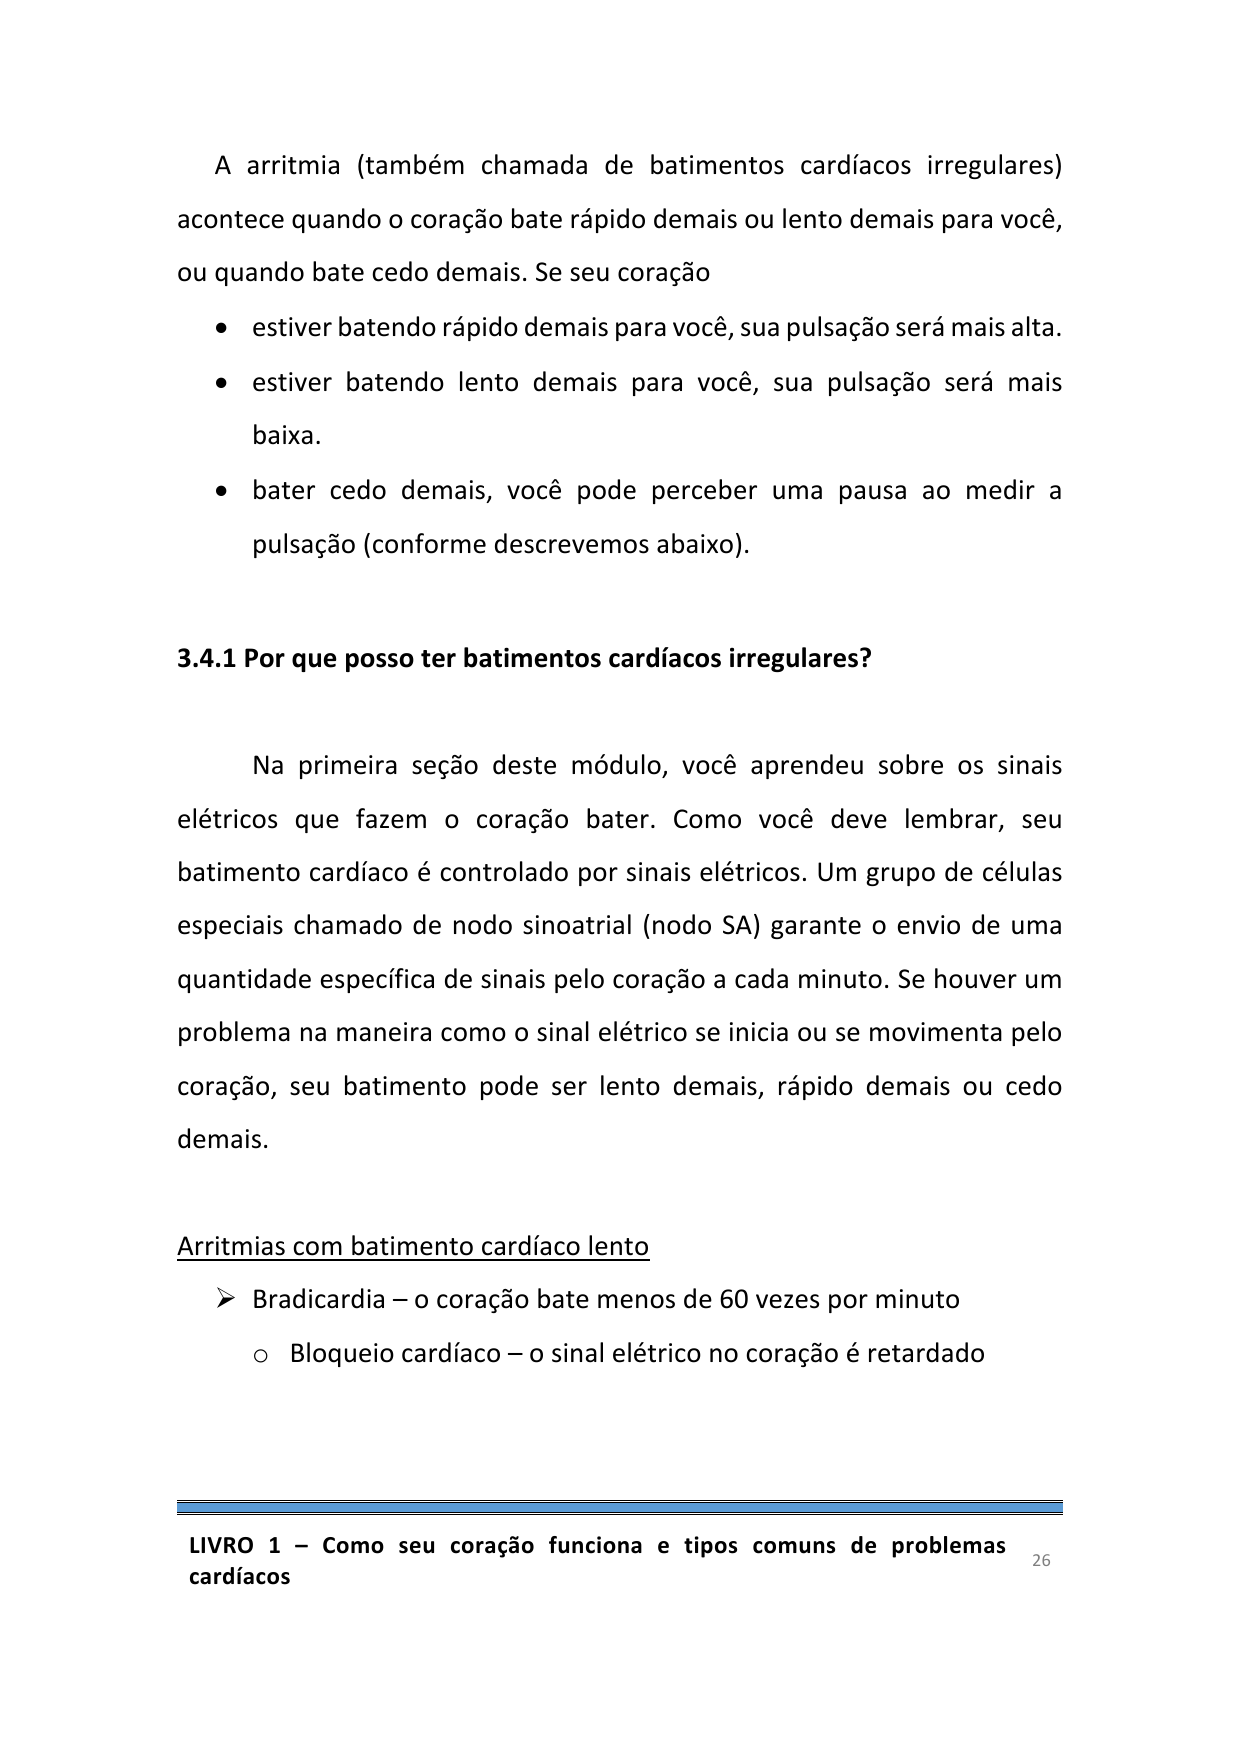 A arritmia (também chamada de batimentos cardíacos irregulares)
acontece quando o coração bate rápido demais ou lento demais para você,
ou quando bate cedo demais. Se seu coração
• estiver batendo rápido demais para você, sua pulsação será mais alta.
• estiver batendo lento demais para você, sua pulsação será mais
baixa.
• bater cedo demais, você pode perceber uma pausa ao medir a
pulsação (conforme descrevemos abaixo).
3.4.1 Por que posso ter batimentos cardíacos irregulares?
Na primeira seção deste módulo, você aprendeu sobre os sinais
elétricos que fazem o coração bater. Como você deve lembrar, seu
batimento cardíaco é controlado por sinais elétricos. Um grupo de células
especiais chamado de nodo sinoatrial (nodo SA) garante o envio de uma
quantidade específica de sinais pelo coração a cada minuto. Se houver um
problema na maneira como o sinal elétrico se inicia ou se movimenta pelo
coração, seu batimento pode ser lento demais, rápido demais ou cedo
demais.
Arritmias com batimento cardíaco lento
➢ Bradicardia – o coração bate menos de 60 vezes por minuto
o Bloqueio cardíaco – o sinal elétrico no coração é retardado
LIVRO 1 – Como seu coração funciona e tipos comuns de problemas
cardíacos
26